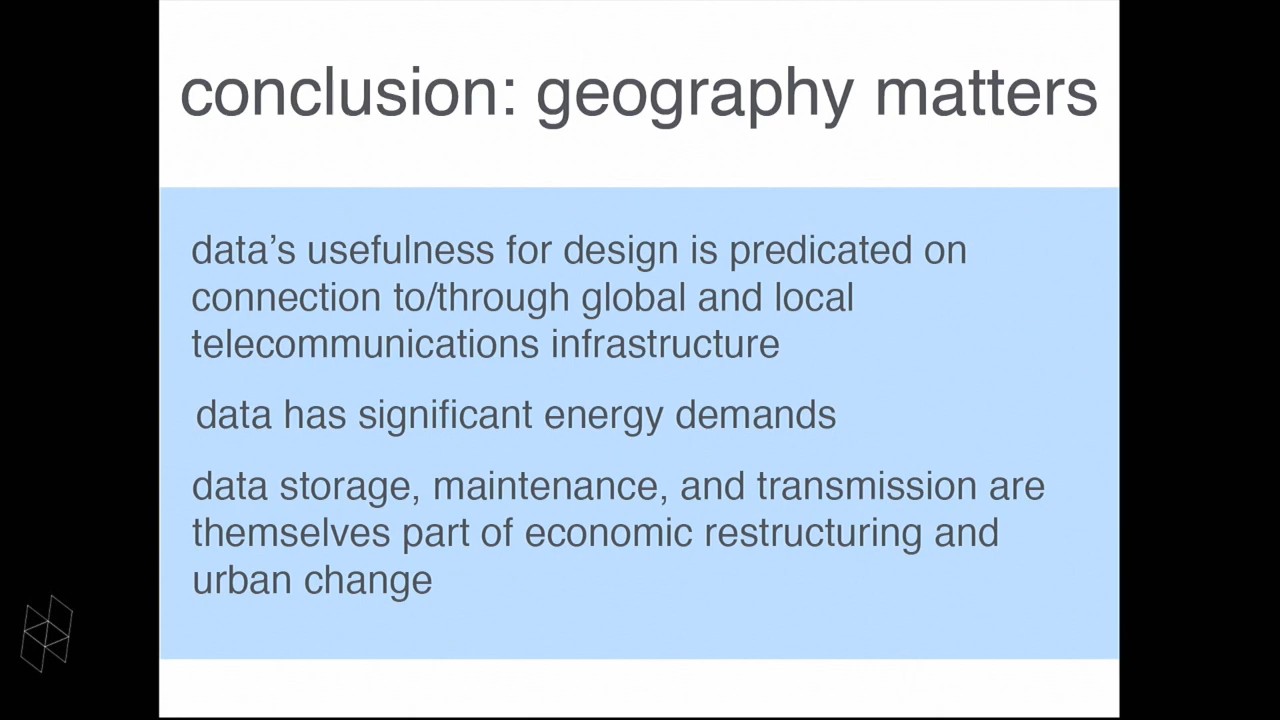 conclusion: geography matters
data’s usefulness for design is predicated on
connection to/through global and local
telecommunications infrastructure
data has significant energy demands
data storage, maintenance, and transmission are
themselves part of economic restructuring and
urban change